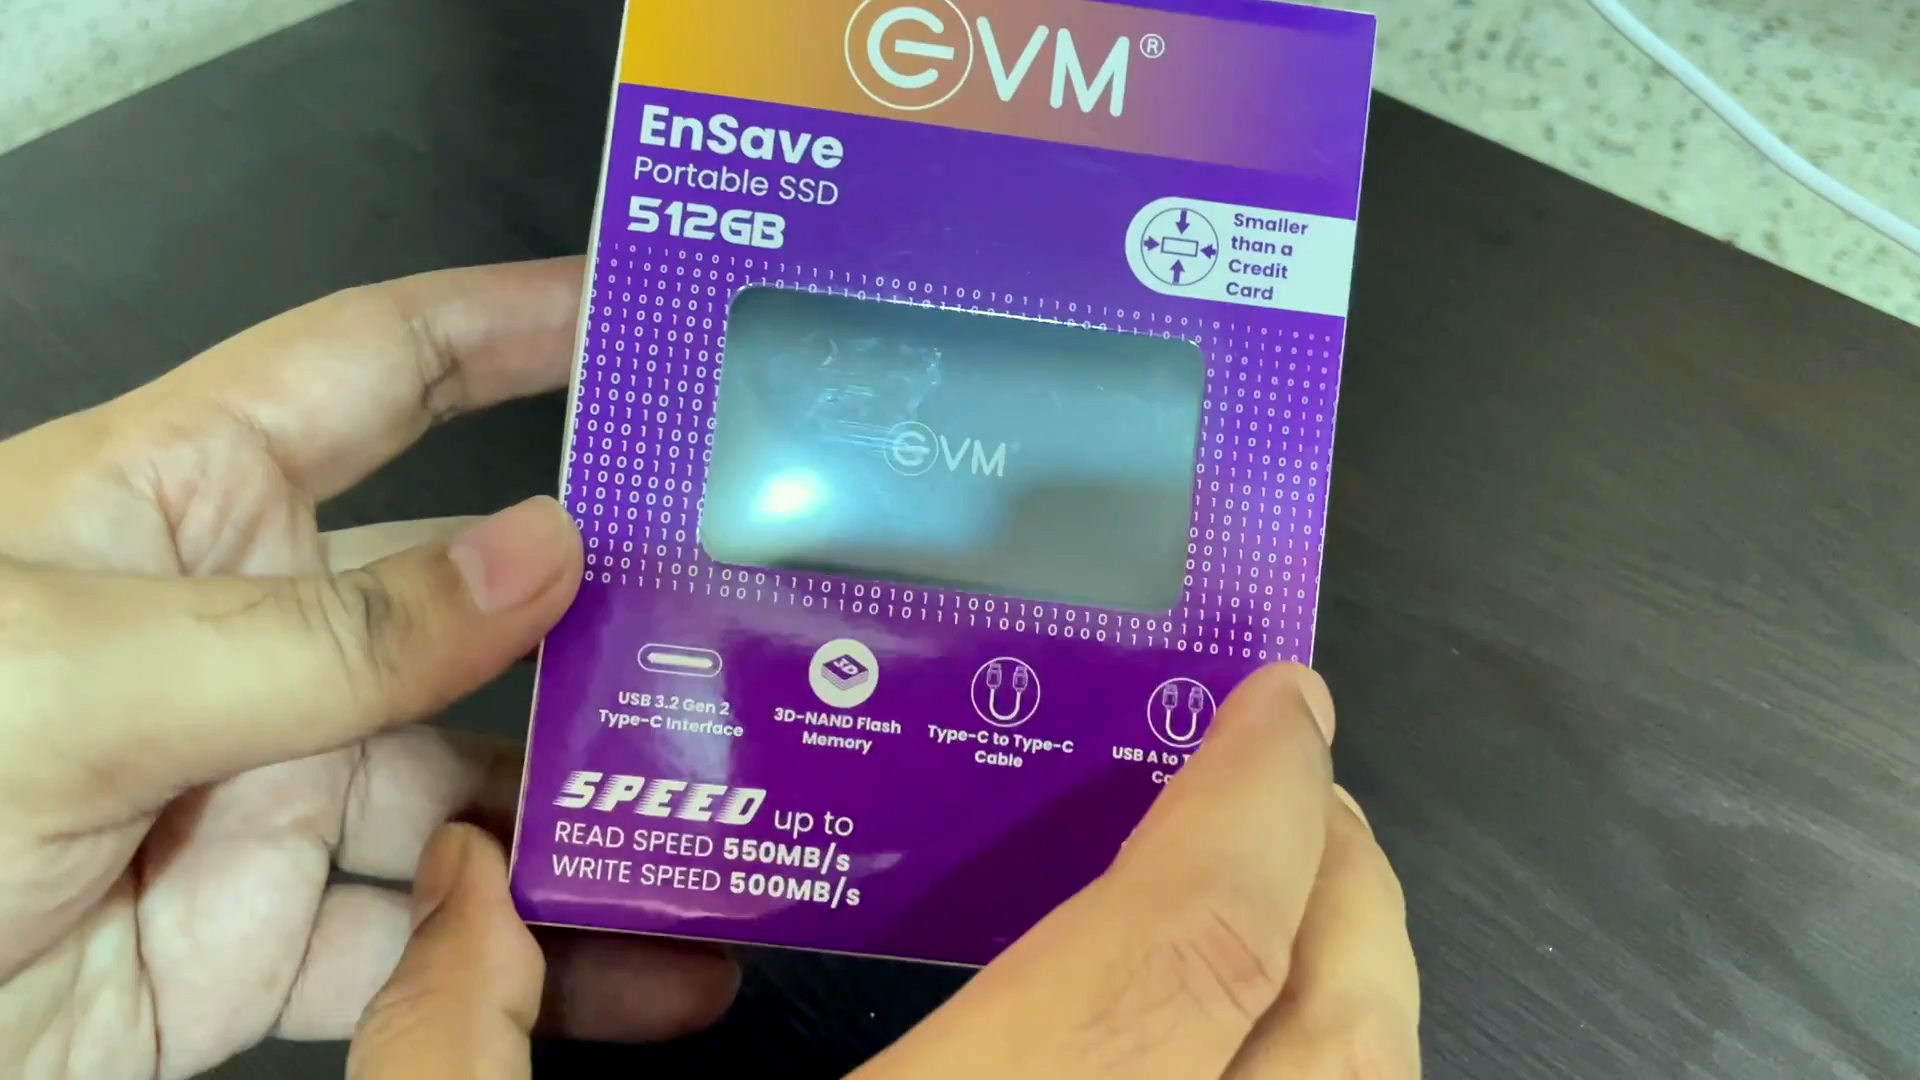 EVM®
EnSave
Portable SSD
512GB
Smaller
than a
Credit
Card
EVM
USB 3.2 Gen 2
Type-C Interface
3D
3D-NAND Flash
Memory
Type-C to Type-C
Cable
USB A to
SPEED up to
READ SPEED 550MB/s
WRITE SPEED 500MB/s